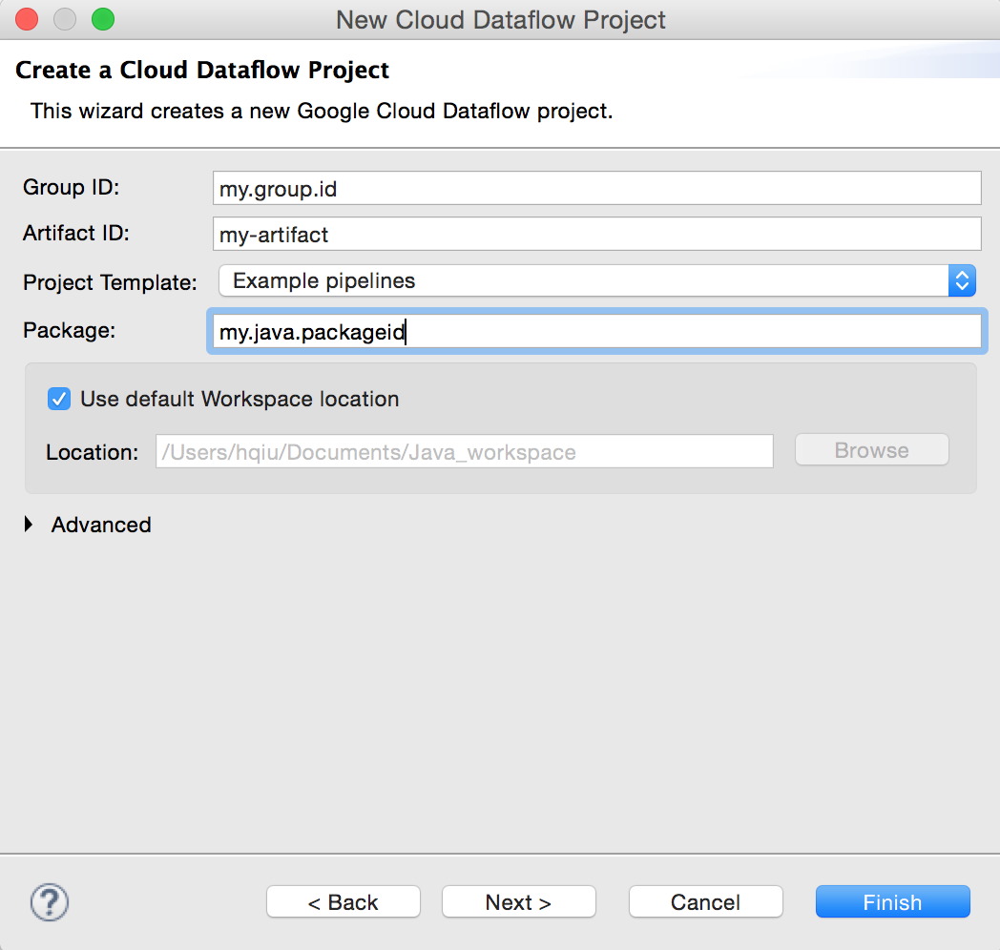 New Cloud Dataflow Project
Create a Cloud Dataflow Project
This wizard creates a new Google Cloud Dataflow project.
Group ID: my.group.id
Artifact ID: my-artifact
Project Template: Example pipelines
Package: my.java.packageid
Use default Workspace location
Location: /Users/hqiu/Documents/Java_workspace Browse
Advanced
? < Back Next > Cancel Finish